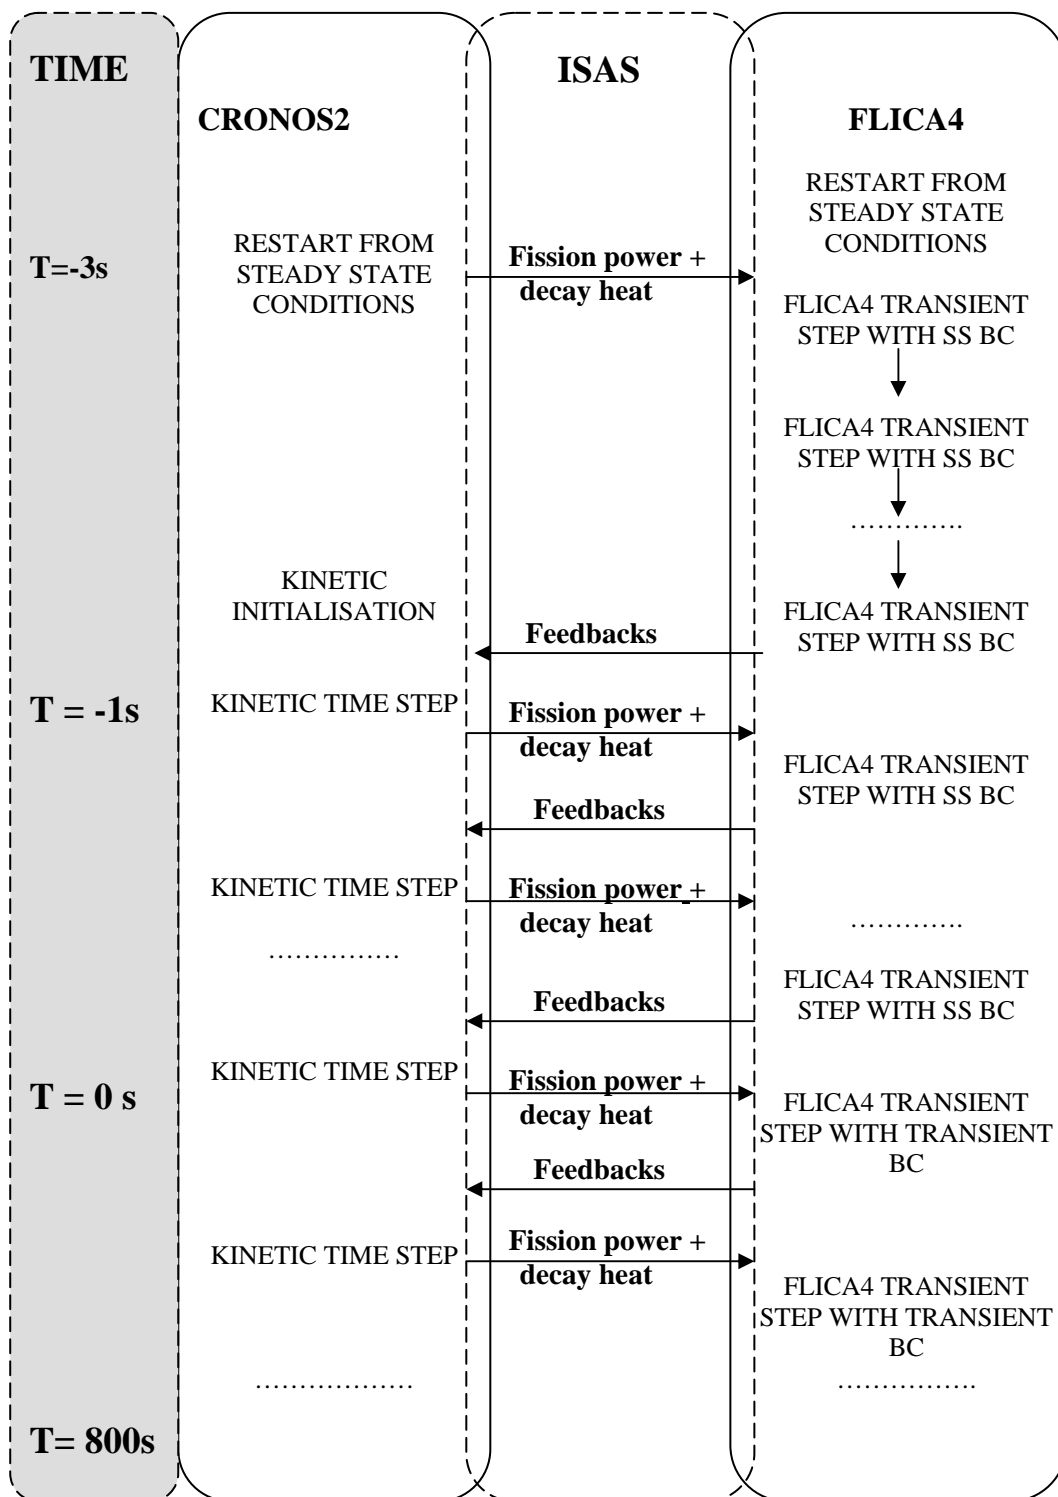 TIME
ISAS
CRONOS2
FLICA4
RESTART FROM
STEADY STATE
CONDITIONS
T=-3s
RESTART FROM
STEADY STATE
CONDITIONS
Fission power +
decay heat
FLICA4 TRANSIENT
STEP WITH SS BC
FLICA4 TRANSIENT
STEP WITH SS BC
………….
KINETIC
INITIALISATION
FLICA4 TRANSIENT
STEP WITH SS BC
Feedbacks
T = -1s
KINETIC TIME STEP
Fission power +
decay heat
FLICA4 TRANSIENT
STEP WITH SS BC
Feedbacks
KINETIC TIME STEP
Fission power +
decay heat
………….
……………
FLICA4 TRANSIENT
STEP WITH SS BC
Feedbacks
T = 0 s
KINETIC TIME STEP
Fission power +
decay heat
FLICA4 TRANSIENT
STEP WITH TRANSIENT
BC
Feedbacks
KINETIC TIME STEP
Fission power +
decay heat
FLICA4 TRANSIENT
STEP WITH TRANSIENT
BC
………………
…………….
T= 800s